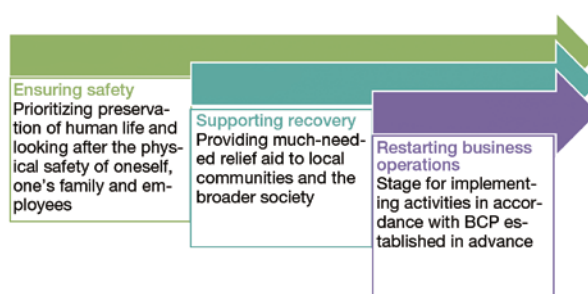 Ensuring safety
Prioritizing preserva-
tion of human life and
looking after the phys-
ical safety of oneself,
one's family and em-
ployees
Supporting recovery
Providing much-need-
ed relief aid to local
communities and the
broader society
Restarting business
operations
Stage for implement-
ing activities in accor-
dance with BCP es-
tablished in advance